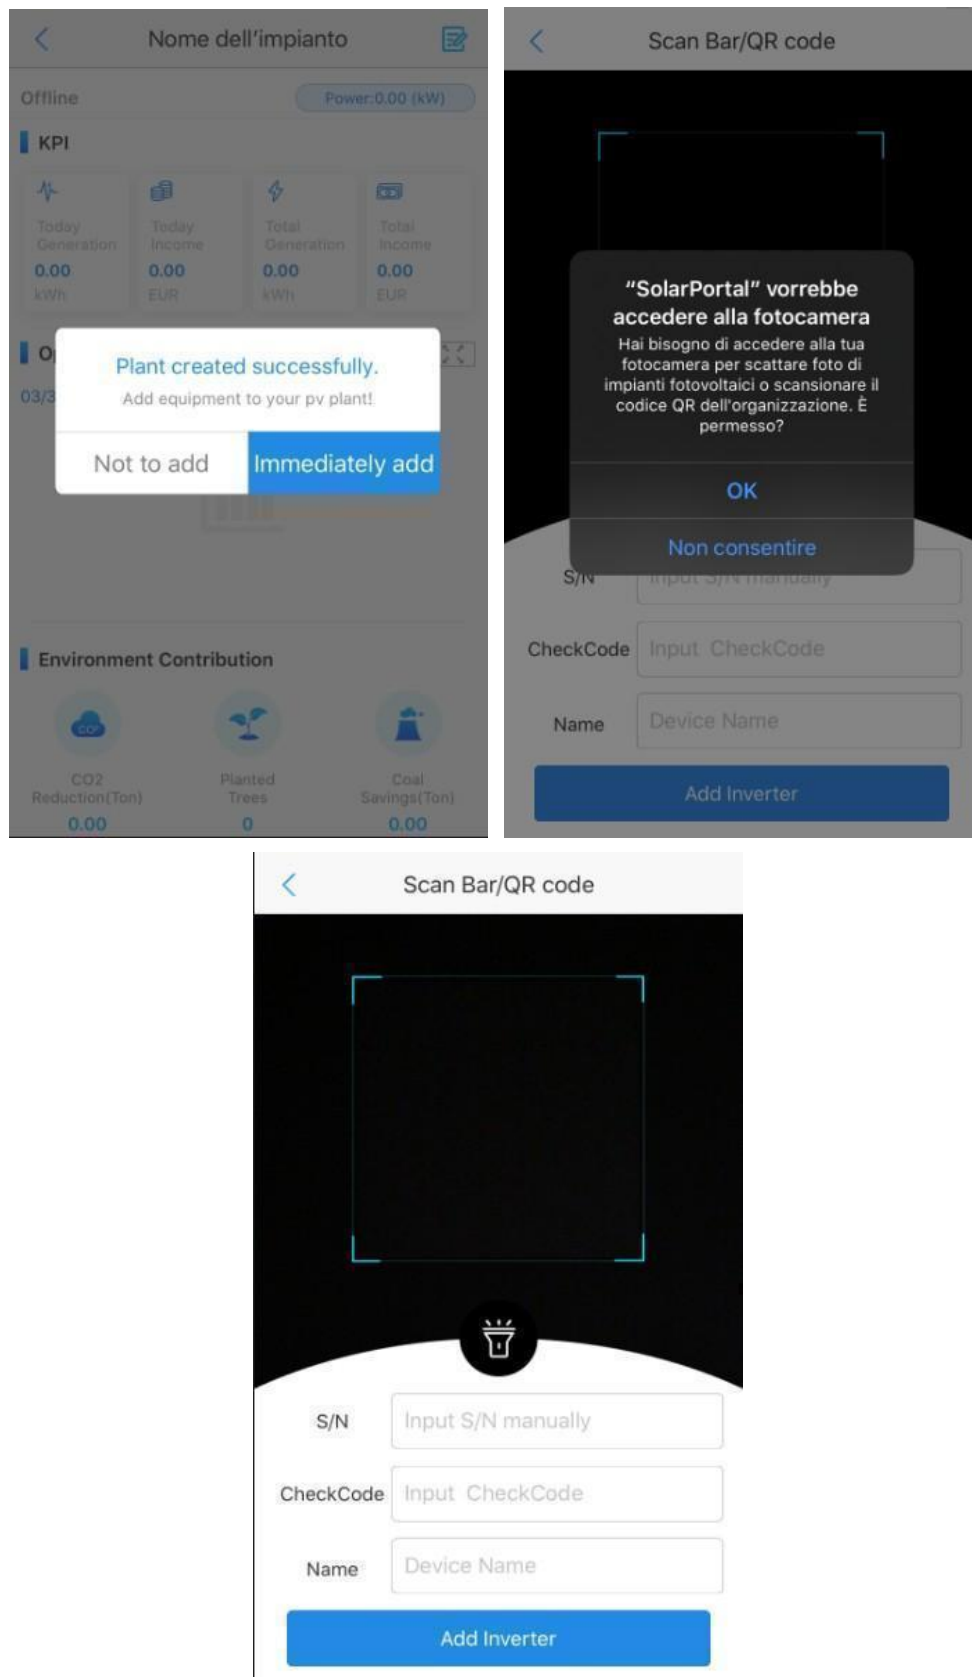 Nome dell'impianto
Offline
Power:0.00 (kW)
KPI
Today
Generation
0.00
kWh
Today
Income
0.00
EUR
Total
Generation
0.00
kWh
Total
Income
0.00
EUR
03/3
Plant created successfully.
Add equipment to your pv plant!
Not to add
Immediately add
Environment Contribution
CO2
CO2
Reduction(Ton)
0.00
Planted
Trees
0
Coal
Savings(Ton)
0.00
Scan Bar/QR code
"SolarPortal" vorrebbe
accedere alla fotocamera
Hai bisogno di accedere alla tua
fotocamera per scattare foto di
impianti fotovoltaici o scansionare il
codice QR dell'organizzazione. È
permesso?
OK
Non consentire
S/N
Input S/N manually
CheckCode
Input CheckCode
Name
Device Name
Add Inverter
Scan Bar/QR code
S/N
Input S/N manually
CheckCode
Input CheckCode
Name
Device Name
Add Inverter